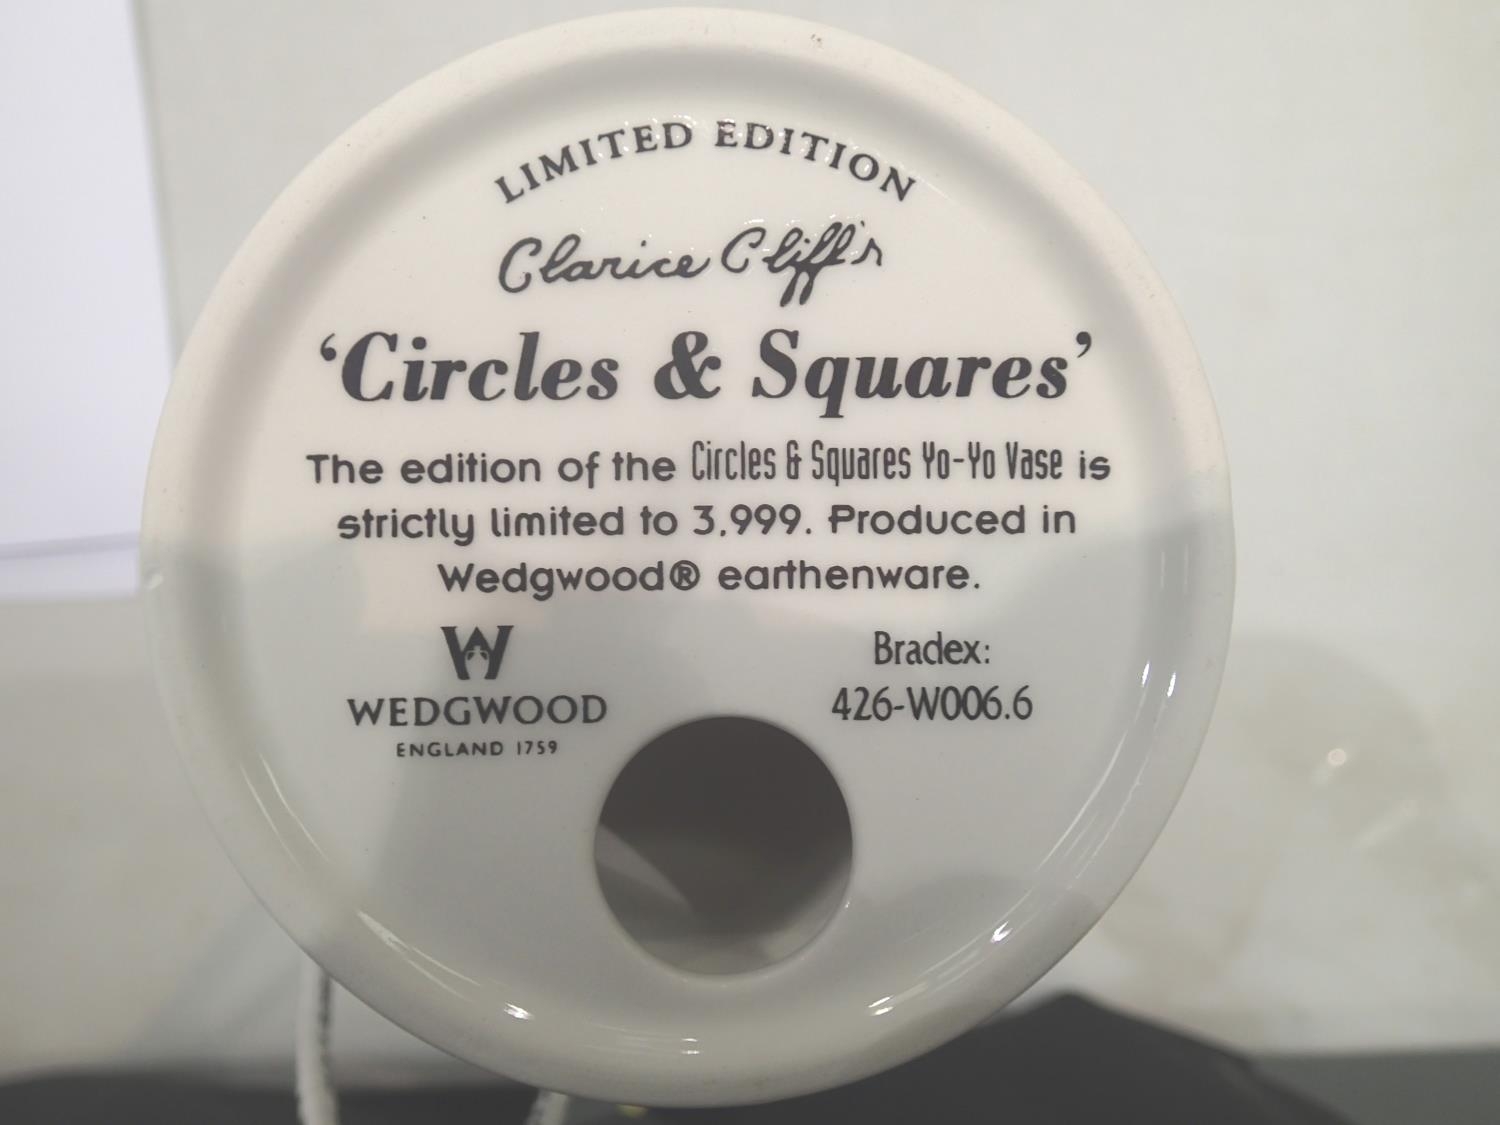 LIMITED EDITION
Clarice Cliff's
‘Circles & Squares’
The edition of the Circles & Squares Yo-Yo Vase is
strictly limited to 3,999. Produced in
Wedgwood® earthenware.
W
WEDGWOOD
ENGLAND 1759
Bradex:
426-W006.6